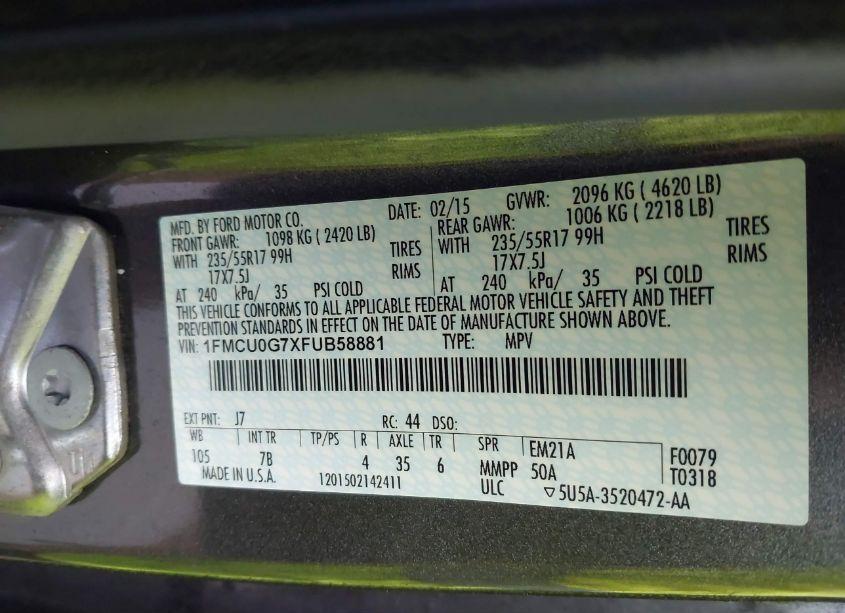 MFD. BY FORD MOTOR CO. DATE: 02/15 GVWR: 2096 KG ( 4620 LB)
FRONT GAWR: 1098 KG ( 2420 LB) REAR GAWR: 1006 KG ( 2218 LB)
WITH 235/55R17 99H TIRES WITH 235/55R17 99H TIRES
17X7.5J RIMS 17X7.5J RIMS
AT 240 kPa/ 35 PSI COLD AT 240 kPa/ 35 PSI COLD
THIS VEHICLE CONFORMS TO ALL APPLICABLE FEDERAL MOTOR VEHICLE SAFETY AND THEFT
PREVENTION STANDARDS IN EFFECT ON THE DATE OF MANUFACTURE SHOWN ABOVE.
VIN: 1FMCU0G7XFUB58881 TYPE: MPV
EXT PNT: J7 RC: 44 DSO:
WB INT TR TP/PS R AXLE TR SPR EM21A F0079
105 7B 4 35 6 MMPP 50A T0318
MADE IN U.S.A. 1201502142411 ULC ▽5U5A-3520472-AA